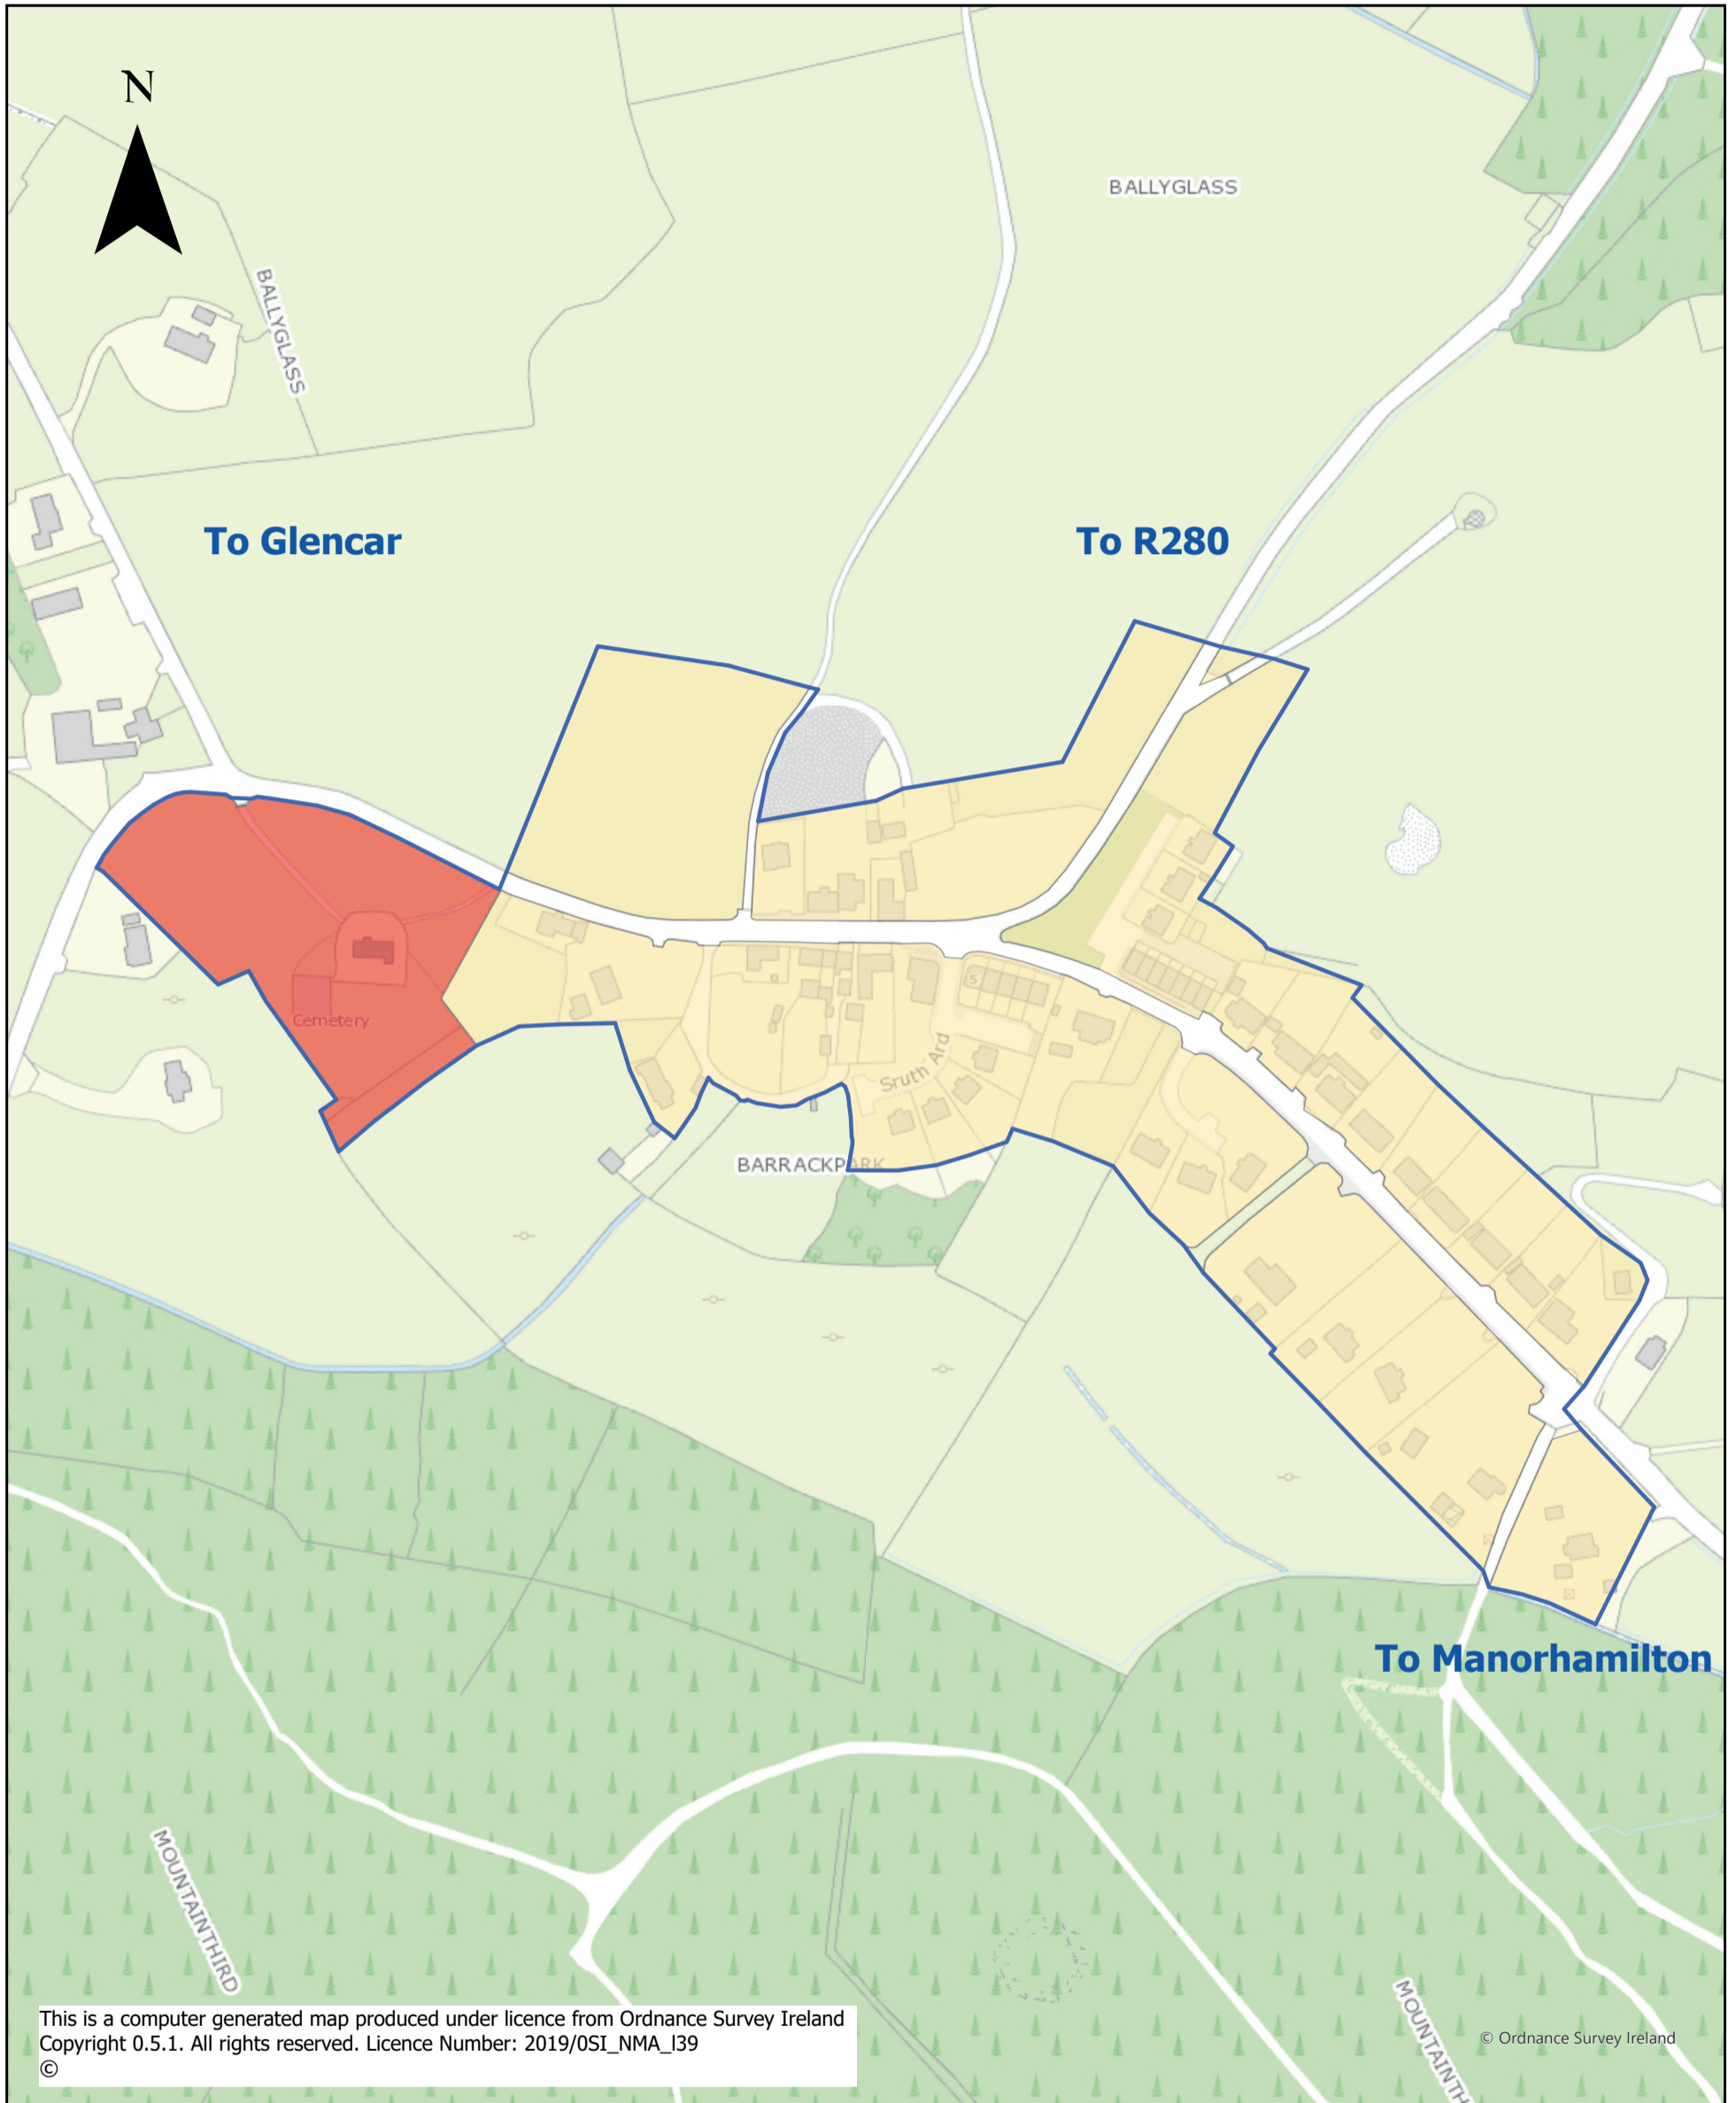 N
BALLYGLASS
BALLYGLASS
To Glencar
To R280
S
Cemetery
Sruth Ard
BARRACKPARK
To Manorhamilton
MOUNTAINTHIRD
MOUNTAINTH
This is a computer generated map produced under licence from Ordnance Survey Ireland
Copyright 0.5.1. All rights reserved. Licence Number: 2019/0SI_NMA_l39
©
© Ordnance Survey Ireland